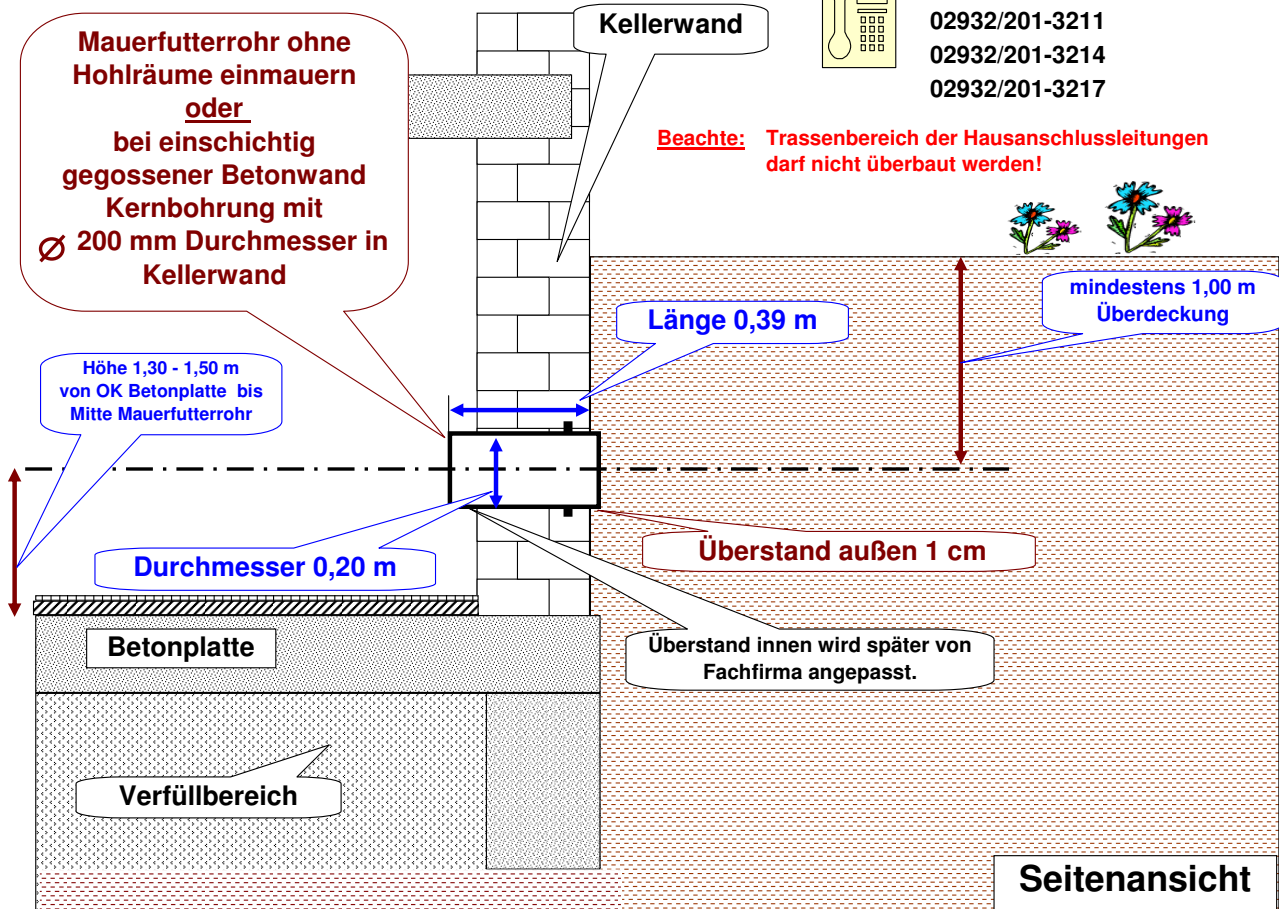 Mauerfutterrohr ohne
Hohlräume einmauern
oder
bei einschichtig
gegossener Betonwand
Kernbohrung mit
Ø 200 mm Durchmesser in
Kellerwand
Kellerwand
02932/201-3211
02932/201-3214
02932/201-3217
Beachte: Trassenbereich der Hausanschlussleitungen
darf nicht überbaut werden!
mindestens 1,00 m
Überdeckung
Länge 0,39 m
Höhe 1,30 - 1,50 m
von OK Betonplatte bis
Mitte Mauerfutterrohr
Durchmesser 0,20 m
Überstand außen 1 cm
Betonplatte
Überstand innen wird später von
Fachfirma angepasst.
Verfüllbereich
Seitenansicht